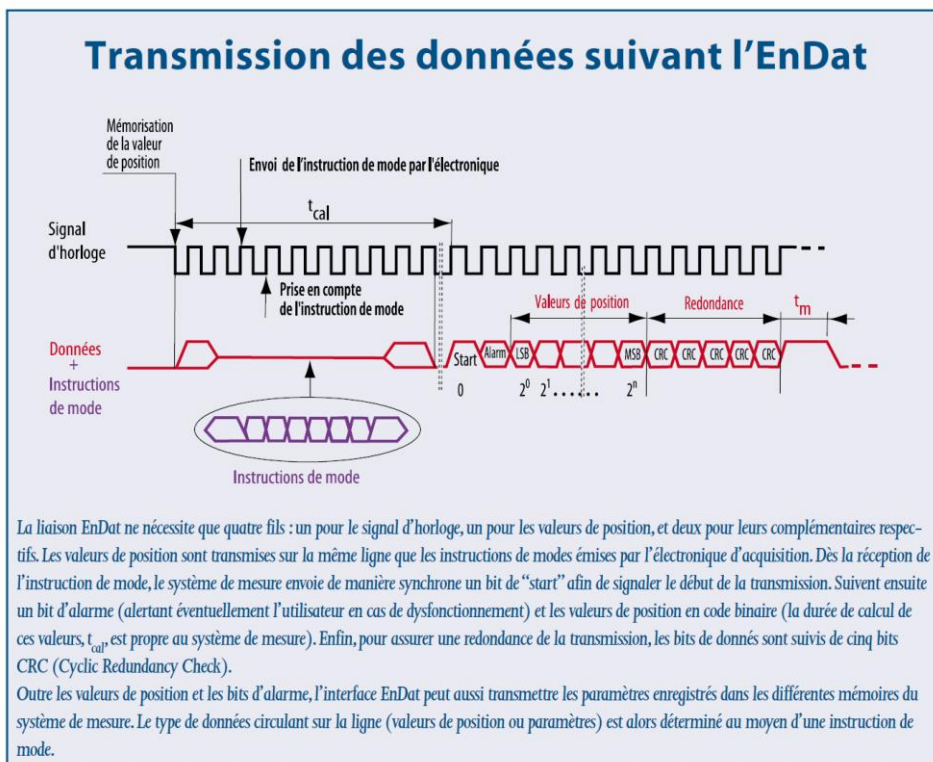 Transmission des données suivant l’EnDat
Mémorisation
de la valeur
de position
Envoi de l'instruction de mode par l'électronique
tcal
Signal
d'horloge
Prise en compte
de l'instruction de mode
Valeurs de position
Redondance
tm
Données
+
Instructions
de mode
Start
Alarm
LSB
MSB
CRC
CRC
CRC
CRC
CRC
0
2⁰
2¹ . . . . . .
2ⁿ
Instructions de mode
La liaison EnDat ne nécessite que quatre fils : un pour le signal d’horloge, un pour les valeurs de position, et deux pour leurs complémentaires respec-
tifs. Les valeurs de position sont transmises sur la même ligne que les instructions de modes émises par l’électronique d’acquisition. Dès la réception de
l’instruction de mode, le système de mesure envoie de manière synchrone un bit de “start” afin de signaler le début de la transmission. Suivent ensuite
un bit d’alarme (alertant éventuellement l’utilisateur en cas de dysfonctionnement) et les valeurs de position en code binaire (la durée de calcul de
ces valeurs, tcal, est propre au système de mesure). Enfin, pour assurer une redondance de la transmission, les bits de donnés sont suivis de cinq bits
CRC (Cyclic Redundancy Check).
Outre les valeurs de position et les bits d’alarme, l’interface EnDat peut aussi transmettre les paramètres enregistrés dans les différentes mémoires du
système de mesure. Le type de données circulant sur la ligne (valeurs de position ou paramètres) est alors déterminé au moyen d’une instruction de
mode.